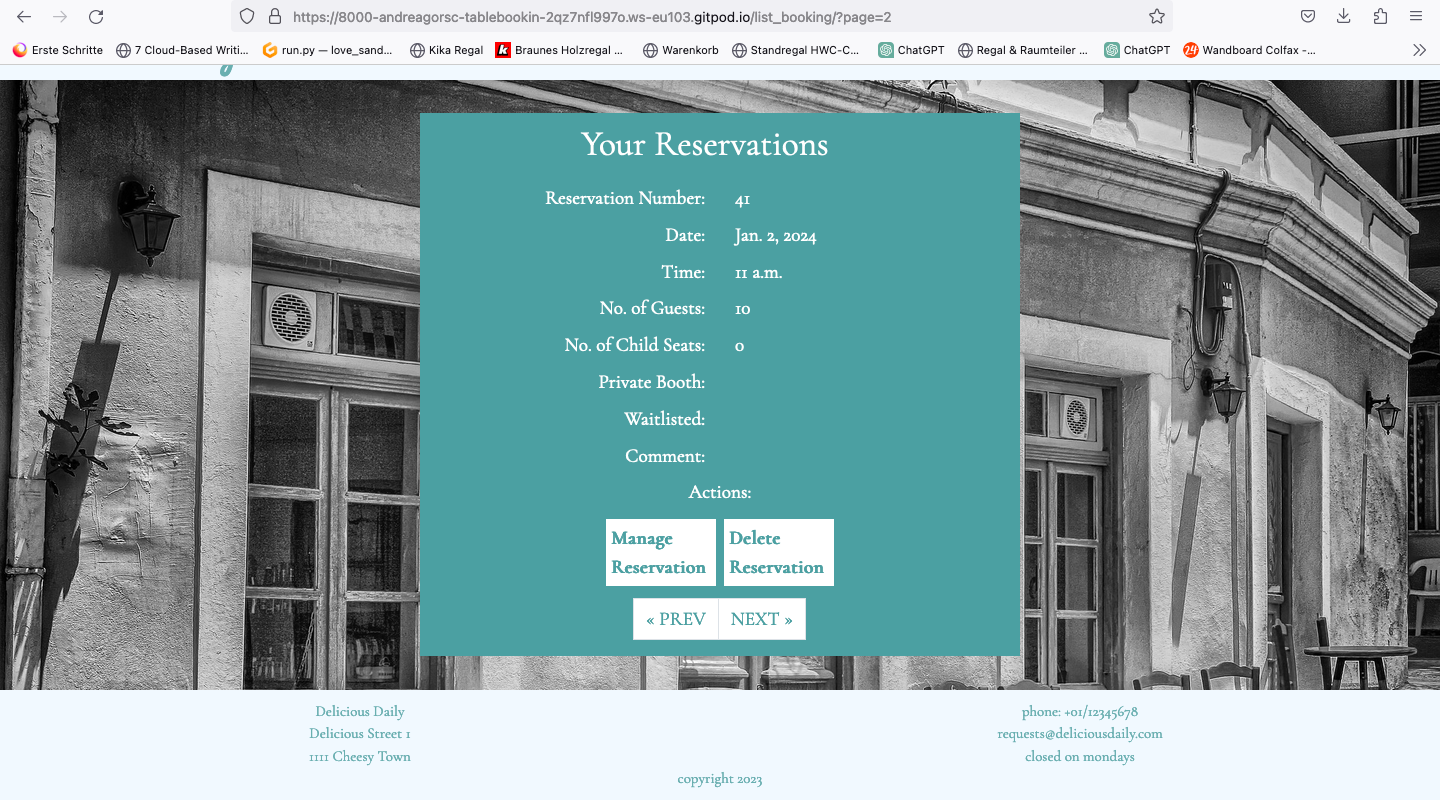 https://8000-andreagorsc-tablebookin-2qz7nfl997o.ws-eu103.gitpod.io/list_booking/?page=2
Erste Schritte 7 Cloud-Based Writi... run.py — love_sand... Kika Regal Braunes Holzregal ... Warenkorb Standregal HWC-C... ChatGPT Regal & Raumteiler ... ChatGPT Wandboard Colfax -...
Your Reservations
Reservation Number: 41
Date: Jan. 2, 2024
Time: 11 a.m.
No. of Guests: 10
No. of Child Seats: 0
Private Booth:
Waitlisted:
Comment:
Actions:
Manage Reservation
Delete Reservation
« PREV NEXT »
Delicious Daily
Delicious Street 1
1111 Cheesy Town
phone: +01/12345678
requests@deliciousdaily.com
closed on mondays
copyright 2023